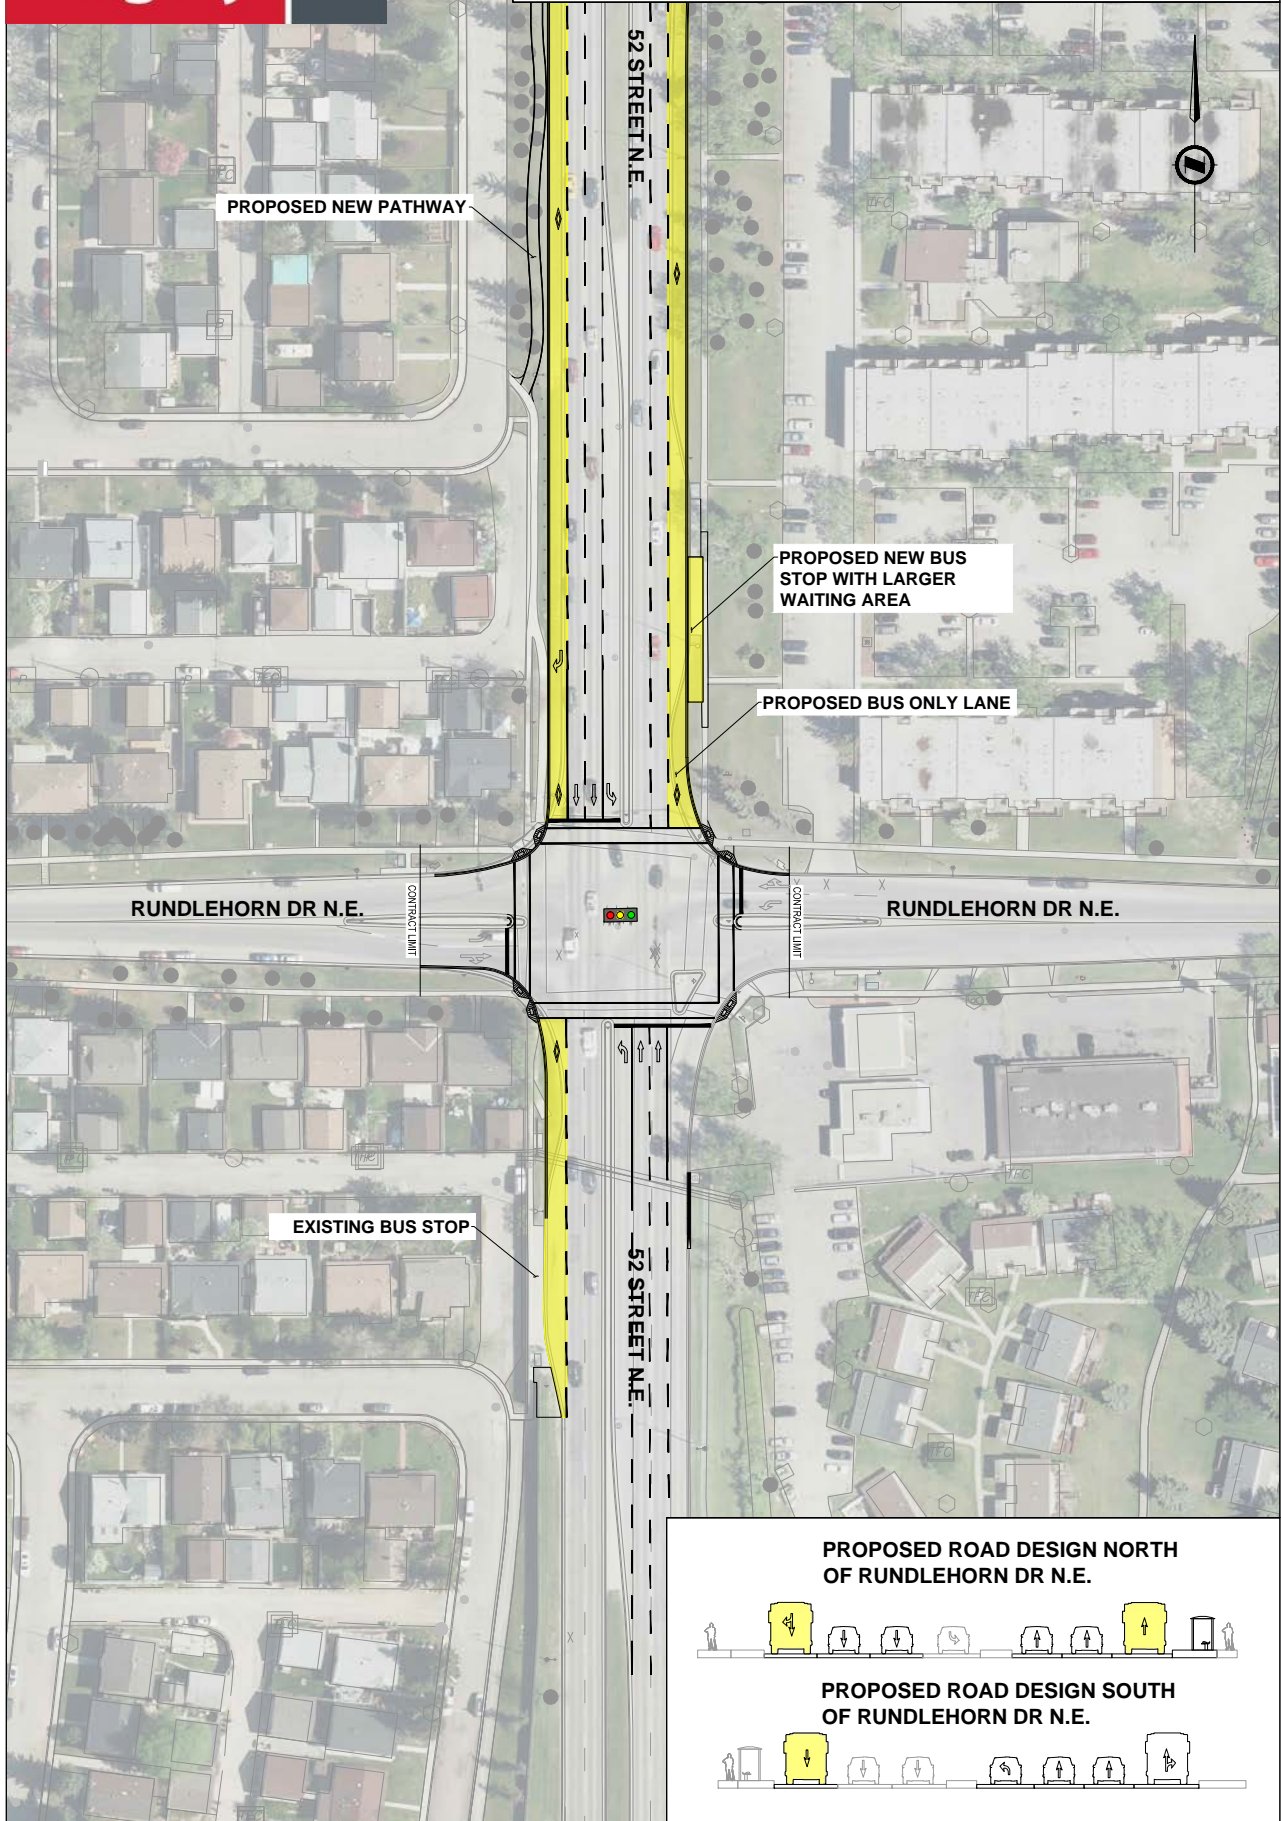 52 STREET N.E.
PROPOSED NEW PATHWAY
PROPOSED NEW BUS
STOP WITH LARGER
WAITING AREA
PROPOSED BUS ONLY LANE
CONTRACT LIMIT
CONTRACT LIMIT
RUNDLEHORN DR N.E.
RUNDLEHORN DR N.E.
EXISTING BUS STOP
52 STREET N.E.
PROPOSED ROAD DESIGN NORTH
OF RUNDLEHORN DR N.E.
PROPOSED ROAD DESIGN SOUTH
OF RUNDLEHORN DR N.E.